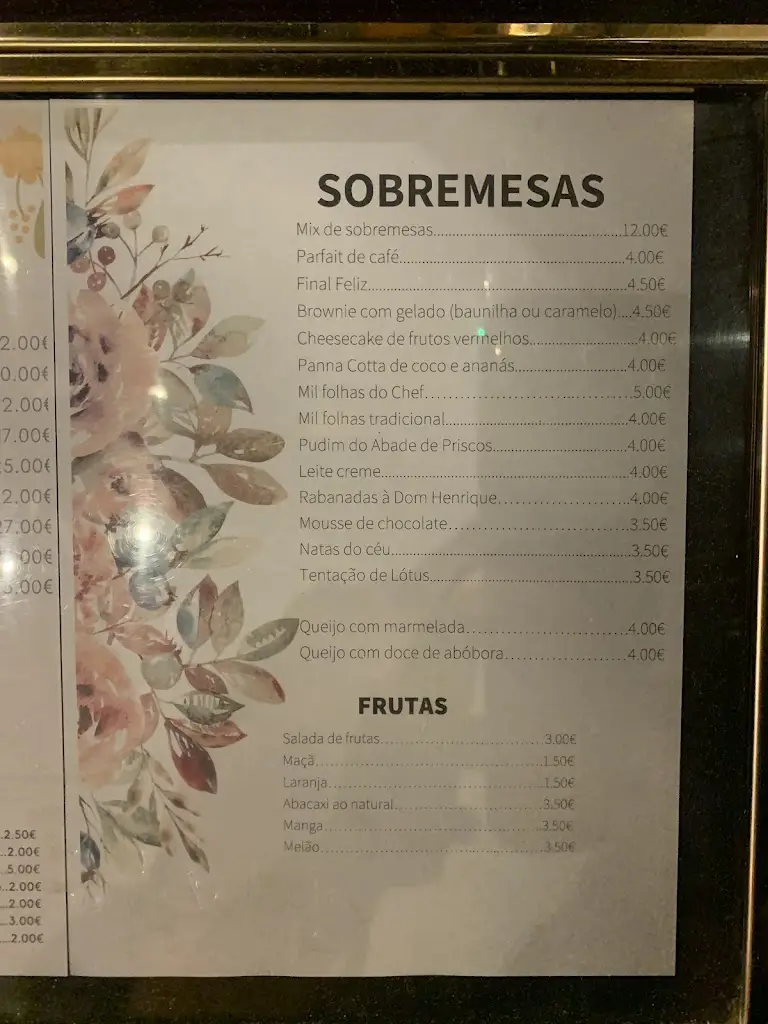 2.00€
0.00€
2.00€
7.00€
5.00€
2.00€
27.00€
.00€
5.00€
.2.50€
..2.00€
...5.00€
..2.00€
...2.00€
...3.00€
...2.00€
SOBREMESAS
Mix de sobremesas..........12.00€
Parfait de café..........4.00€
Final Feliz..........4.50€
Brownie com gelado (baunilha ou caramelo)....4.50€
Cheesecake de frutos vermelhos..........4.00€
Panna Cotta de coco e ananás..........4.00€
Mil folhas do Chef..........5.00€
Mil folhas tradicional..........4.00€
Pudim do Abade de Priscos..........4.00€
Leite creme..........4.00€
Rabanadas à Dom Henrique..........4.00€
Mousse de chocolate..........3.50€
Natas do céu..........3.50€
Tentação de Lótus..........3.50€
Queijo com marmelada..........4.00€
Queijo com doce de abóbora..........4.00€
FRUTAS
Salada de frutas..........3.00€
Maçã..........1.50€
Laranja..........1.50€
Abacaxi ao natural..........3.50€
Manga..........3.50€
Melão..........3.50€